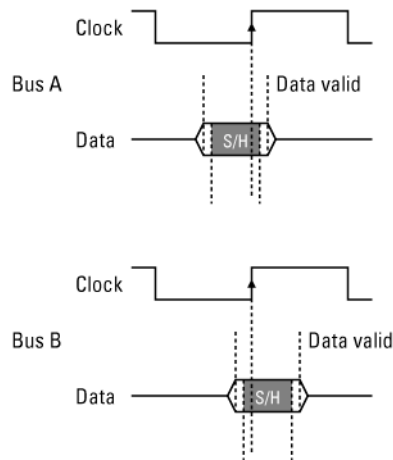 Clock
Bus A
Data valid
Data
S/H
Clock
Bus B
Data valid
Data
S/H